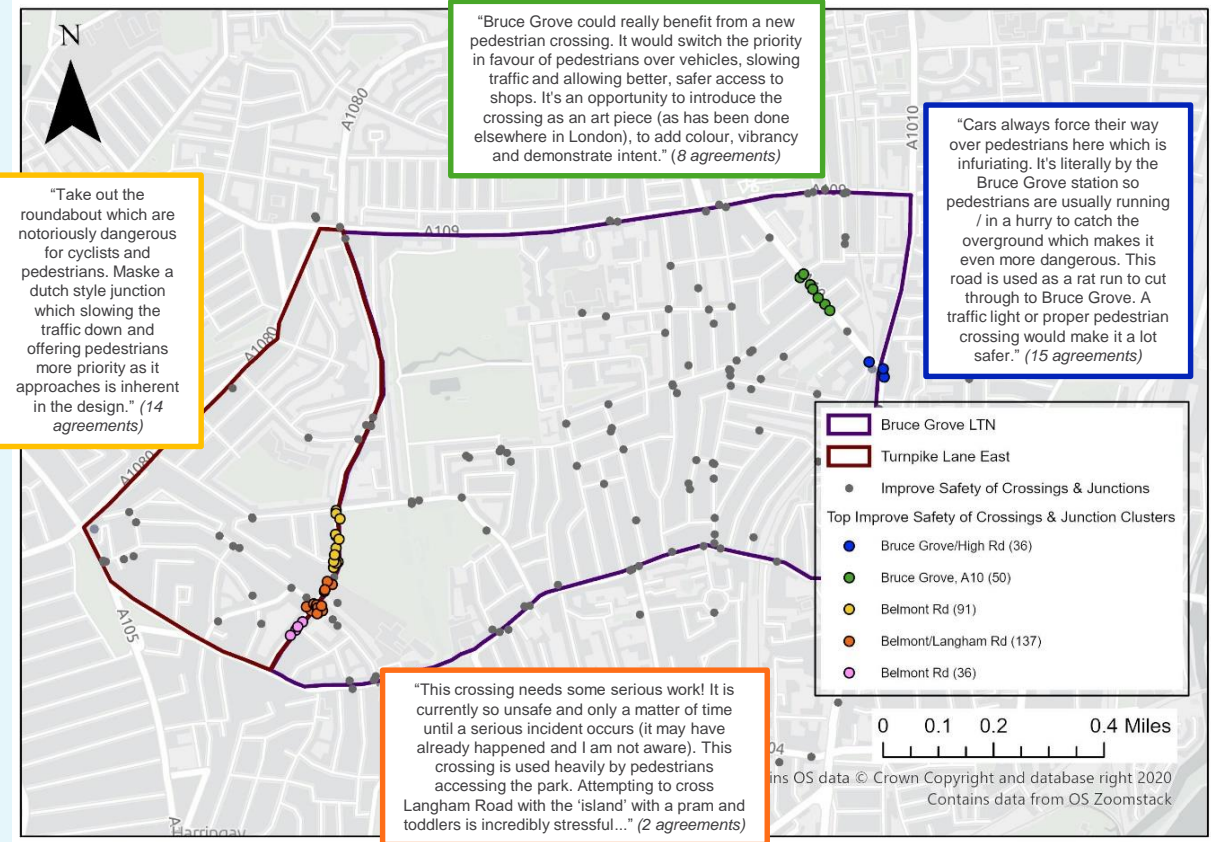 N
A1080
"Bruce Grove could really benefit from a new
pedestrian crossing. It would switch the priority
in favour of pedestrians over vehicles, slowing
traffic and allowing better, safer access to
shops. It's an opportunity to introduce the
crossing as an art piece (as has been done
elsewhere in London), to add colour, vibrancy
and demonstrate intent." (8 agreements)
A1010
"Cars always force their way
over pedestrians here which is
infuriating. It's literally by the
Bruce Grove station so
pedestrians are usually running
/ in a hurry to catch the
overground which makes it
even more dangerous. This
road is used as a rat run to cut
through to Bruce Grove. A
traffic light or proper pedestrian
crossing would make it a lot
safer." (15 agreements)
"Take out the
roundabout which are
notoriously dangerous
for cyclists and
pedestrians. Maske a
dutch style junction
which slowing the
traffic down and
offering pedestrians
more priority as it
approaches is inherent
in the design." (14
agreements)
A109
A109
A1080
A1080
A105
Bruce Grove LTN
Turnpike Lane East
Improve Safety of Crossings & Junctions
Top Improve Safety of Crossings & Junction Clusters
Bruce Grove/High Rd (36)
Bruce Grove, A10 (50)
Belmont Rd (91)
Belmont/Langham Rd (137)
Belmont Rd (36)
"This crossing needs some serious work! It is
currently so unsafe and only a matter of time
until a serious incident occurs (it may have
already happened and I am not aware). This
crossing is used heavily by pedestrians
accessing the park. Attempting to cross
Langham Road with the 'island' with a pram and
toddlers is incredibly stressful..." (2 agreements)
0 0.1 0.2 0.4 Miles
OS data © Crown Copyright and database right 2020
Contains data from OS Zoomstack
Harringay